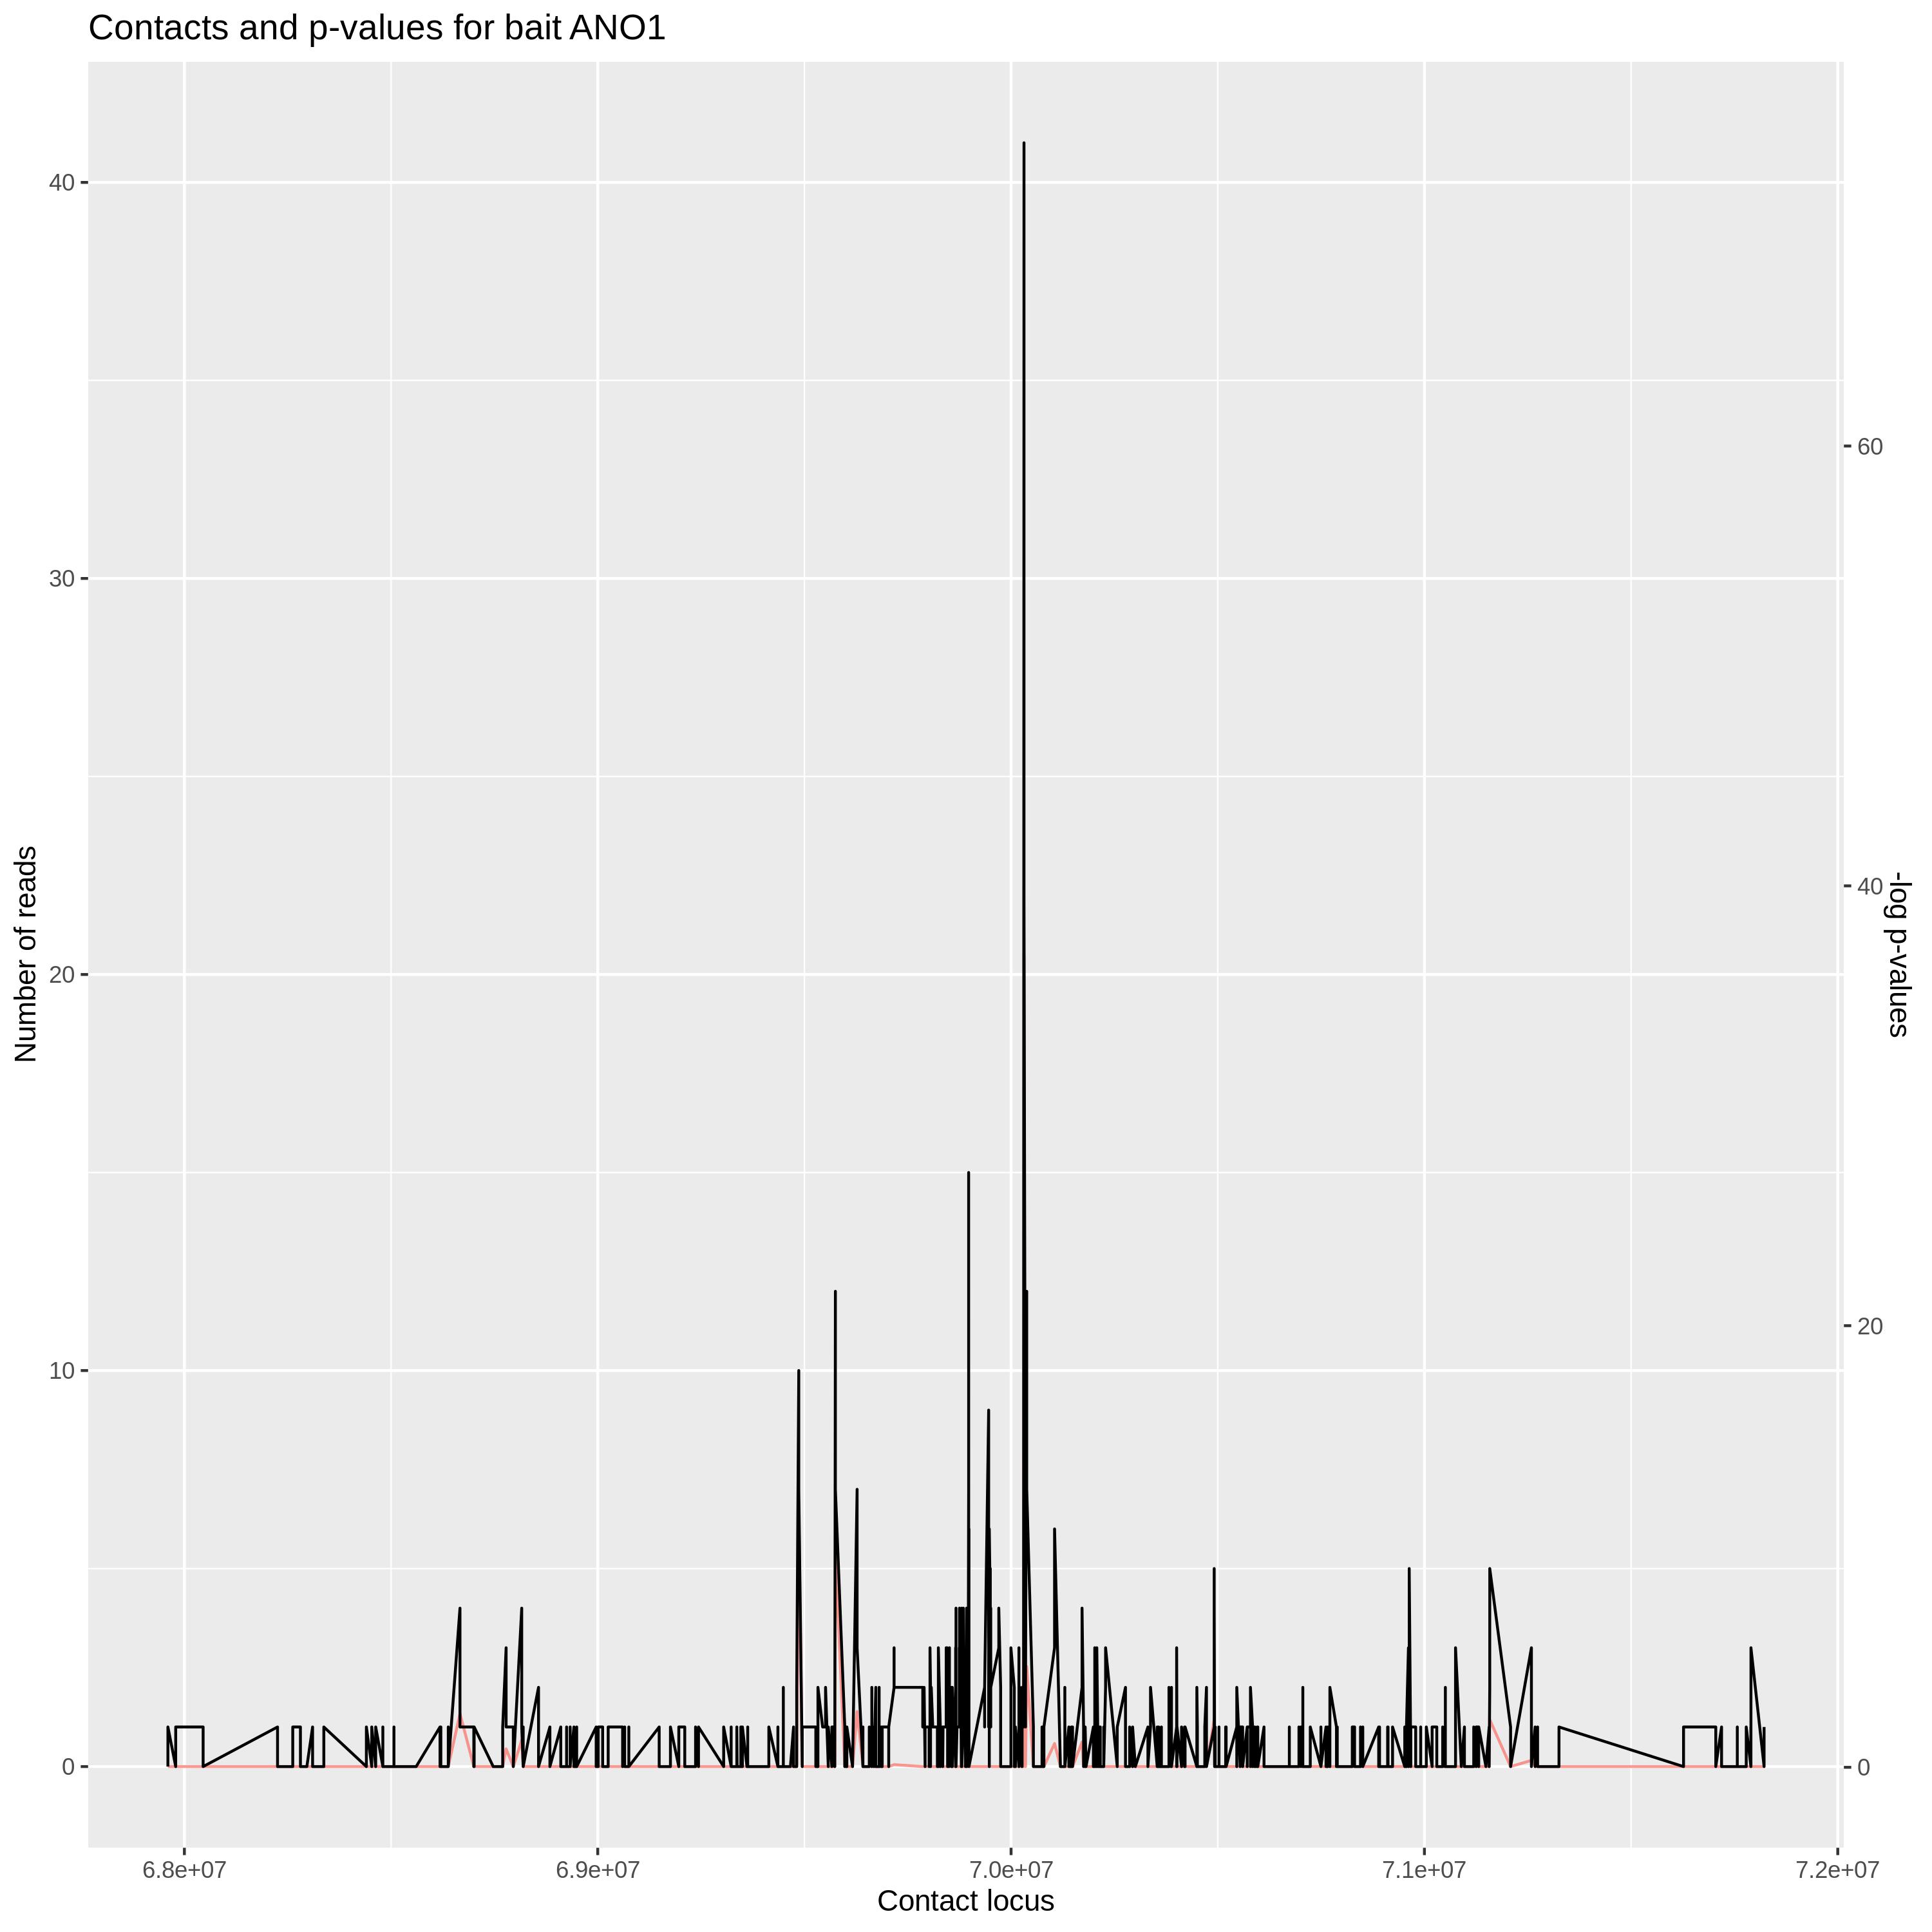 Contacts and p-values for bait ANO1
40
30
20
10
0
Number of reads
60
40
20
0
-log p-values
6.8e+07
6.9e+07
7.0e+07
7.1e+07
7.2e+07
Contact locus